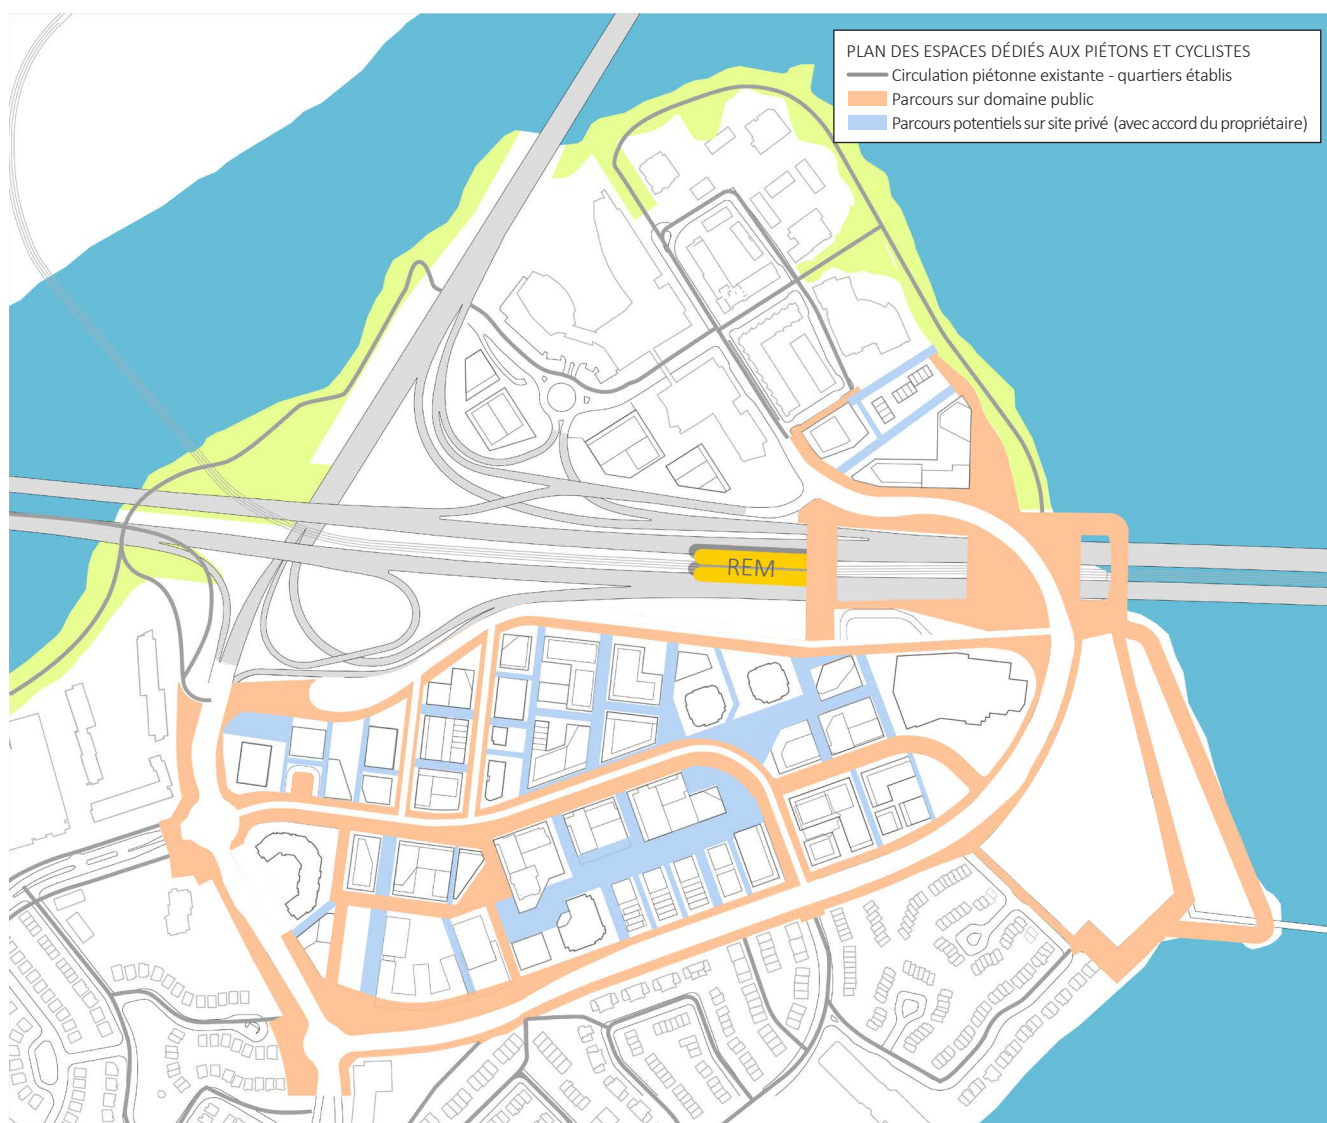 PLAN DES ESPACES DÉDIÉS AUX PIÉTONS ET CYCLISTES
Circulation piétonne existante - quartiers établis
Parcours sur domaine public
Parcours potentiels sur site privé (avec accord du propriétaire)
REM